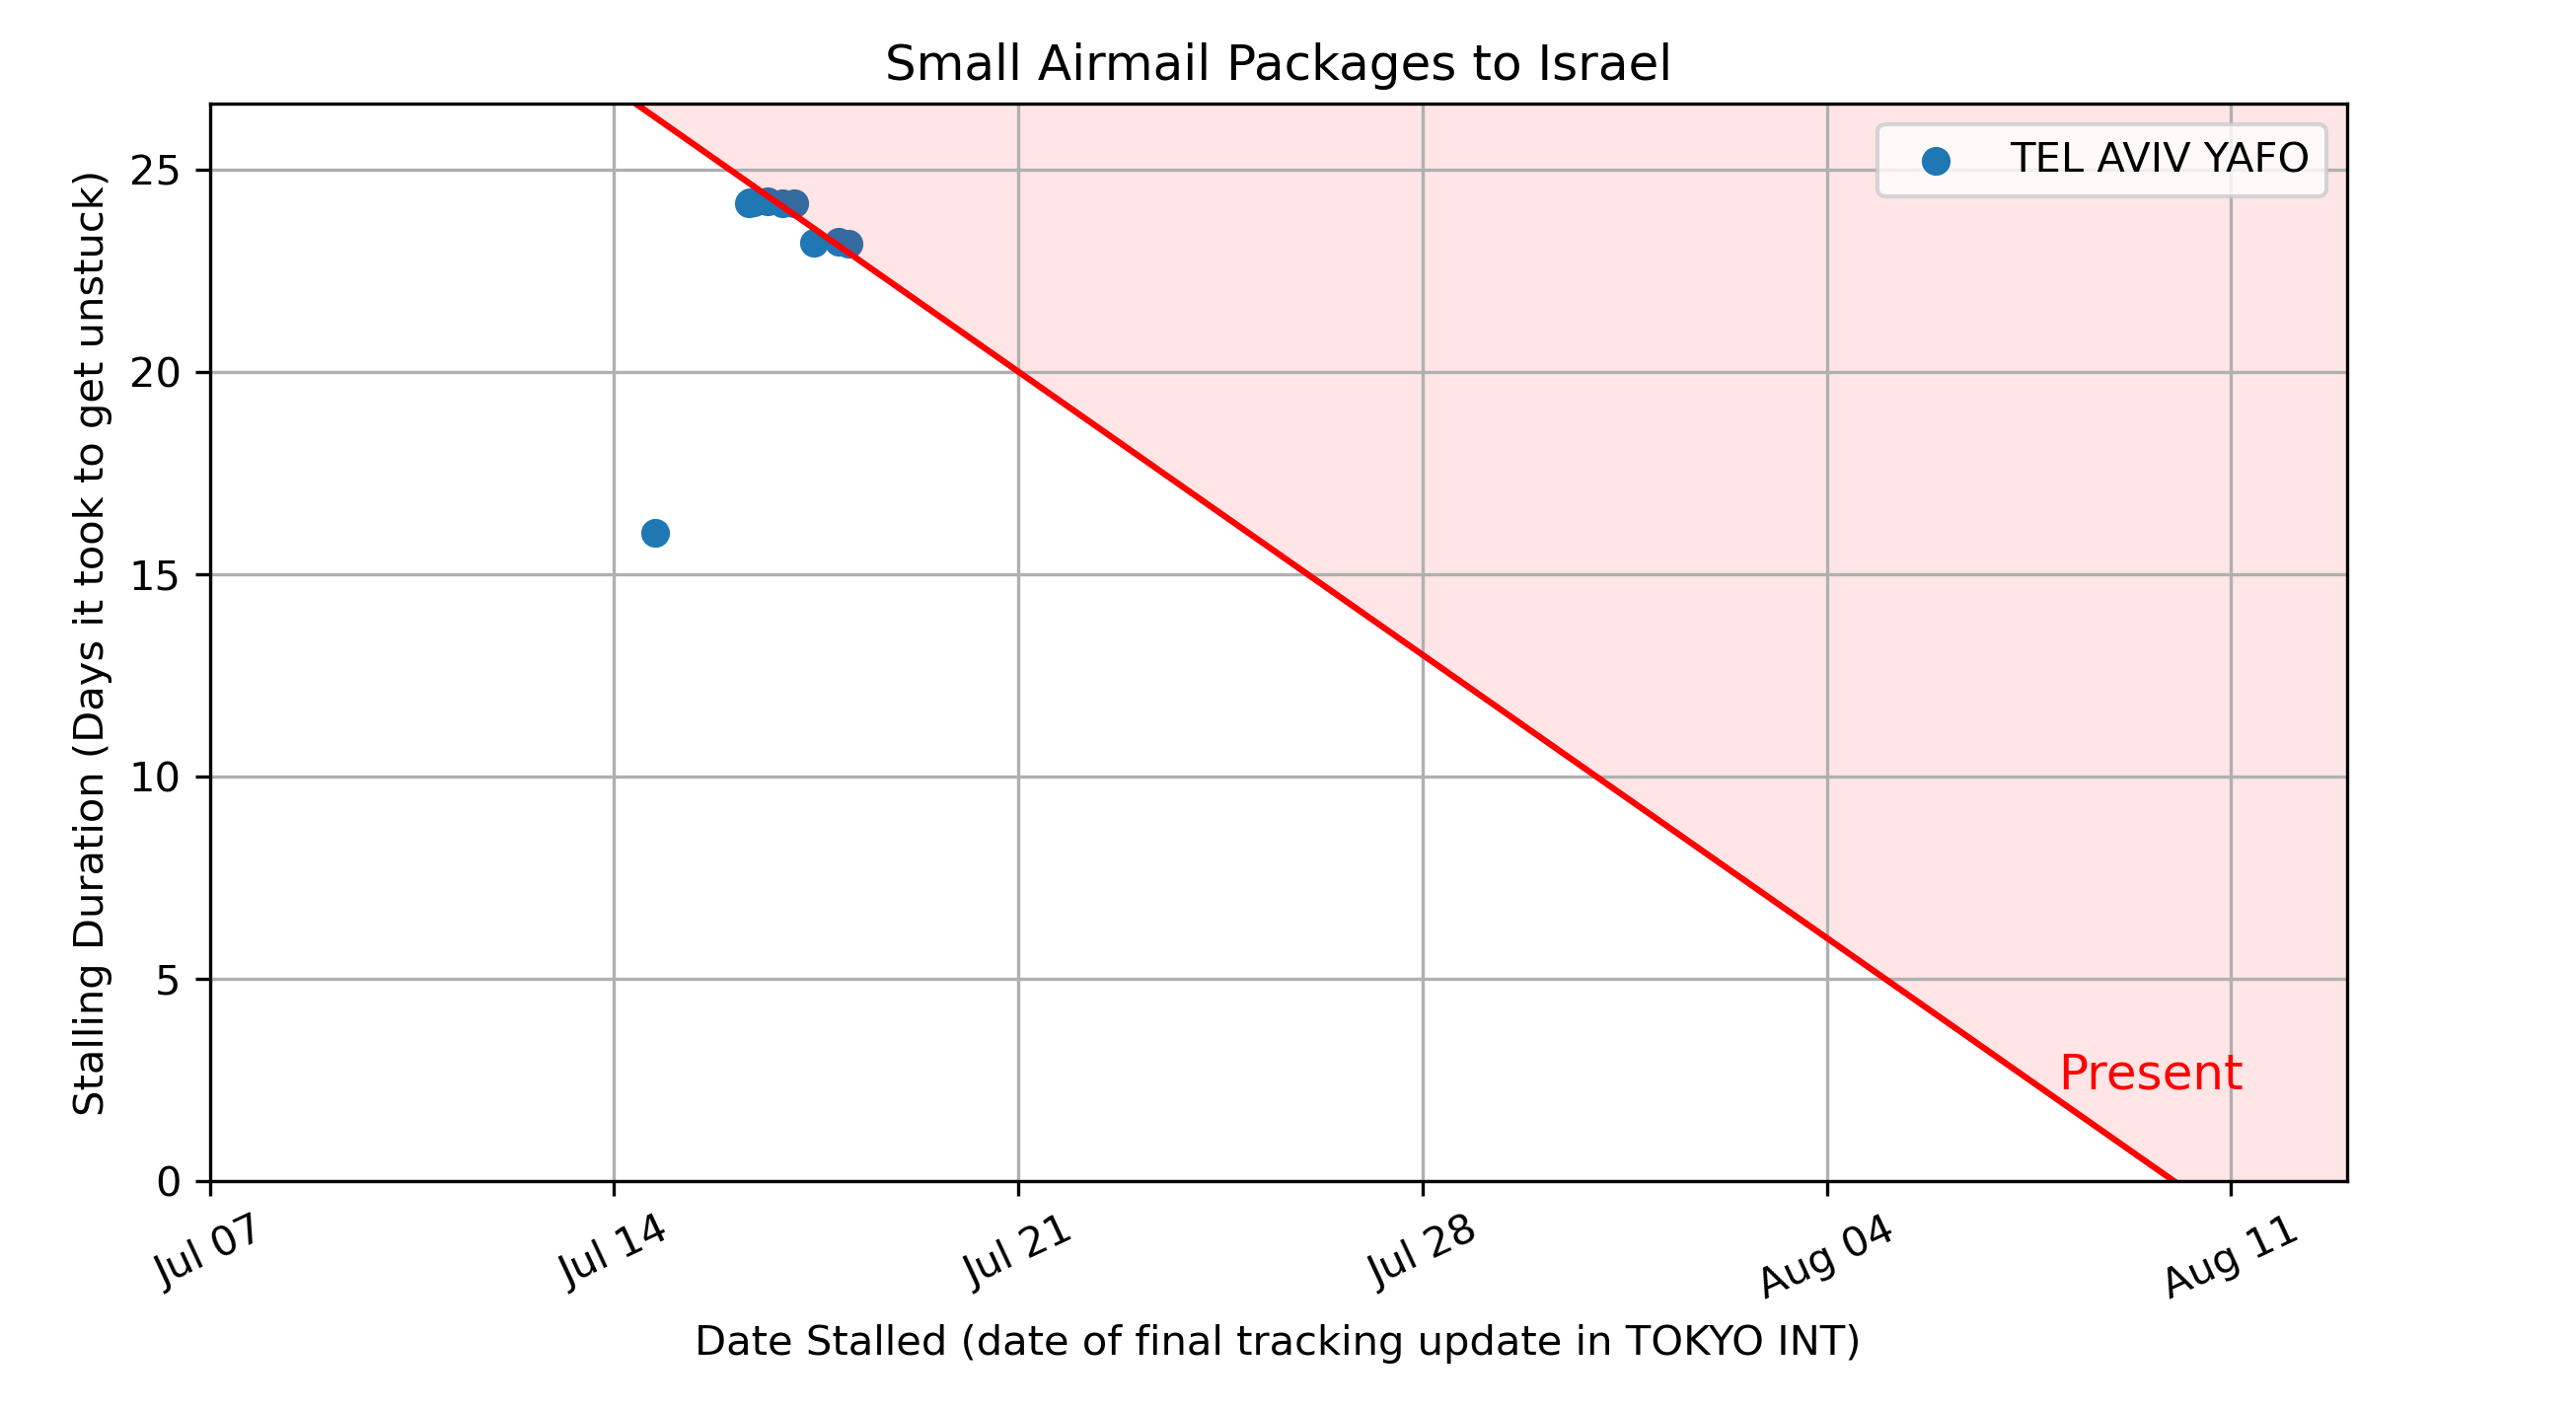 Small Airmail Packages to Israel
TEL AVIV YAFO
Stalling Duration (Days it took to get unstuck)
25
20
15
10
5
0
Present
Jul 07
Jul 14
Jul 21
Jul 28
Aug 04
Aug 11
Date Stalled (date of final tracking update in TOKYO INT)